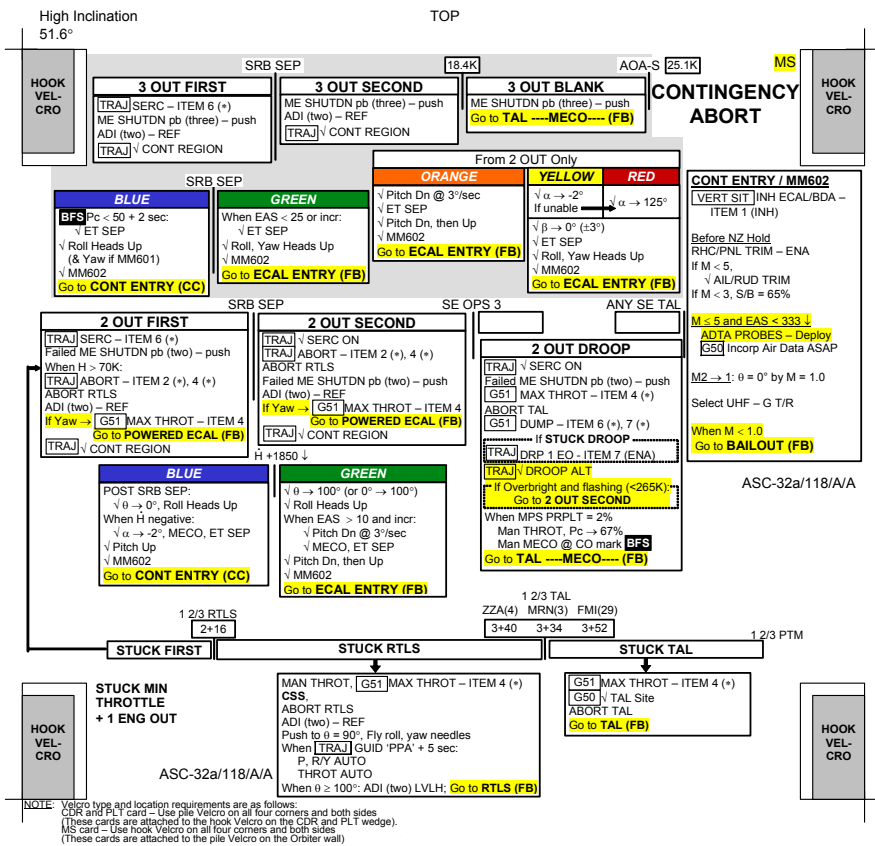 High Inclination
51.6°
TOP
MS
HOOK
VEL-
CRO
HOOK
VEL-
CRO
CONTINGENCY
ABORT
SRB SEP
18.4K
AOA-S 25.1K
3 OUT FIRST
TRAJ SERC – ITEM 6 (*)
ME SHUTDN pb (three) – push
ADI (two) – REF
TRAJ √ CONT REGION
3 OUT SECOND
ME SHUTDN pb (three) – push
ADI (two) – REF
TRAJ √ CONT REGION
3 OUT BLANK
ME SHUTDN pb (three) – push
Go to TAL ----MECO---- (FB)
SRB SEP
BLUE
BFS Pc < 50 + 2 sec:
√ ET SEP
√ Roll Heads Up
(& Yaw if MM601)
√ MM602
Go to CONT ENTRY (CC)
GREEN
When EAS < 25 or incr:
√ ET SEP
√ Roll, Yaw Heads Up
√ MM602
Go to ECAL ENTRY (FB)
From 2 OUT Only
ORANGE
√ Pitch Dn @ 3°/sec
√ ET SEP
√ Pitch Dn, then Up
√ MM602
Go to ECAL ENTRY (FB)
YELLOW
RED
√ α → -2°
If unable
√ α → 125°
√ β → 0° (±3°)
√ ET SEP
√ Roll, Yaw Heads Up
√ MM602
Go to ECAL ENTRY (FB)
CONT ENTRY / MM602
VERT SIT INH ECAL/BDA –
ITEM 1 (INH)
Before NZ Hold
RHC/PNL TRIM – ENA
If M < 5,
√ AIL/RUD TRIM
If M < 3, S/B = 65%
M ≤ 5 and EAS < 333 ↓
ADTA PROBES – Deploy
G50 Incorp Air Data ASAP
M2 → 1: θ = 0° by M = 1.0
Select UHF – G T/R
When M < 1.0
Go to BAILOUT (FB)
ASC-32a/118/A/A
SRB SEP
SE OPS 3
ANY SE TAL
2 OUT FIRST
TRAJ SERC – ITEM 6 (*)
Failed ME SHUTDN pb (two) – push
When H > 70K:
TRAJ ABORT – ITEM 2 (*), 4 (*)
ABORT RTLS
ADI (two) – REF
If Yaw → G51 MAX THROT – ITEM 4
Go to POWERED ECAL (FB)
TRAJ √ CONT REGION
2 OUT SECOND
TRAJ √ SERC ON
TRAJ ABORT – ITEM 2 (*), 4 (*)
ABORT RTLS
Failed ME SHUTDN pb (two) – push
ADI (two) – REF
If Yaw → G51 MAX THROT – ITEM 4
Go to POWERED ECAL (FB)
TRAJ √ CONT REGION
2 OUT DROOP
TRAJ √ SERC ON
Failed ME SHUTDN pb (two) – push
G51 MAX THROT – ITEM 4 (*)
ABORT TAL
G51 DUMP – ITEM 6 (*), 7 (*)
If STUCK DROOP
TRAJ DRP 1 EO - ITEM 7 (ENA)
TRAJ √ DROOP ALT
If Overbright and flashing (<265K):
Go to 2 OUT SECOND
When MPS PRPLT = 2%
Man THROT, Pc → 67%
Man MECO @ CO mark BFS
Go to TAL ----MECO---- (FB)
Ḣ +1850 ↓
BLUE
POST SRB SEP:
√ θ → 0°, Roll Heads Up
When Ḣ negative:
√ α → -2°, MECO, ET SEP
√ Pitch Up
√ MM602
Go to CONT ENTRY (CC)
GREEN
√ θ → 100° (or 0° → 100°)
√ Roll Heads Up
When EAS > 10 and incr:
√ Pitch Dn @ 3°/sec
√ MECO, ET SEP
√ Pitch Dn, then Up
√ MM602
Go to ECAL ENTRY (FB)
1 2/3 RTLS
2+16
1 2/3 TAL
ZZA(4) MRN(3) FMI(29)
3+40 3+34 3+52
1 2/3 PTM
STUCK FIRST
STUCK RTLS
STUCK TAL
STUCK MIN
THROTTLE
+ 1 ENG OUT
MAN THROT, G51 MAX THROT – ITEM 4 (*)
CSS,
ABORT RTLS
ADI (two) – REF
Push to θ = 90°, Fly roll, yaw needles
When TRAJ GUID 'PPA' + 5 sec:
P, R/Y AUTO
THROT AUTO
When θ ≥ 100°: ADI (two) LVLH; Go to RTLS (FB)
G51 MAX THROT – ITEM 4 (*)
G50 √ TAL Site
ABORT TAL
Go to TAL (FB)
HOOK
VEL-
CRO
HOOK
VEL-
CRO
ASC-32a/118/A/A
NOTE: Velcro type and location requirements are as follows:
CDR and PLT card – Use pile Velcro on all four corners and both sides
(These cards are attached to the hook Velcro on the CDR and PLT wedge).
MS card – Use hook Velcro on all four corners and both sides
(These cards are attached to the pile Velcro on the Orbiter wall)